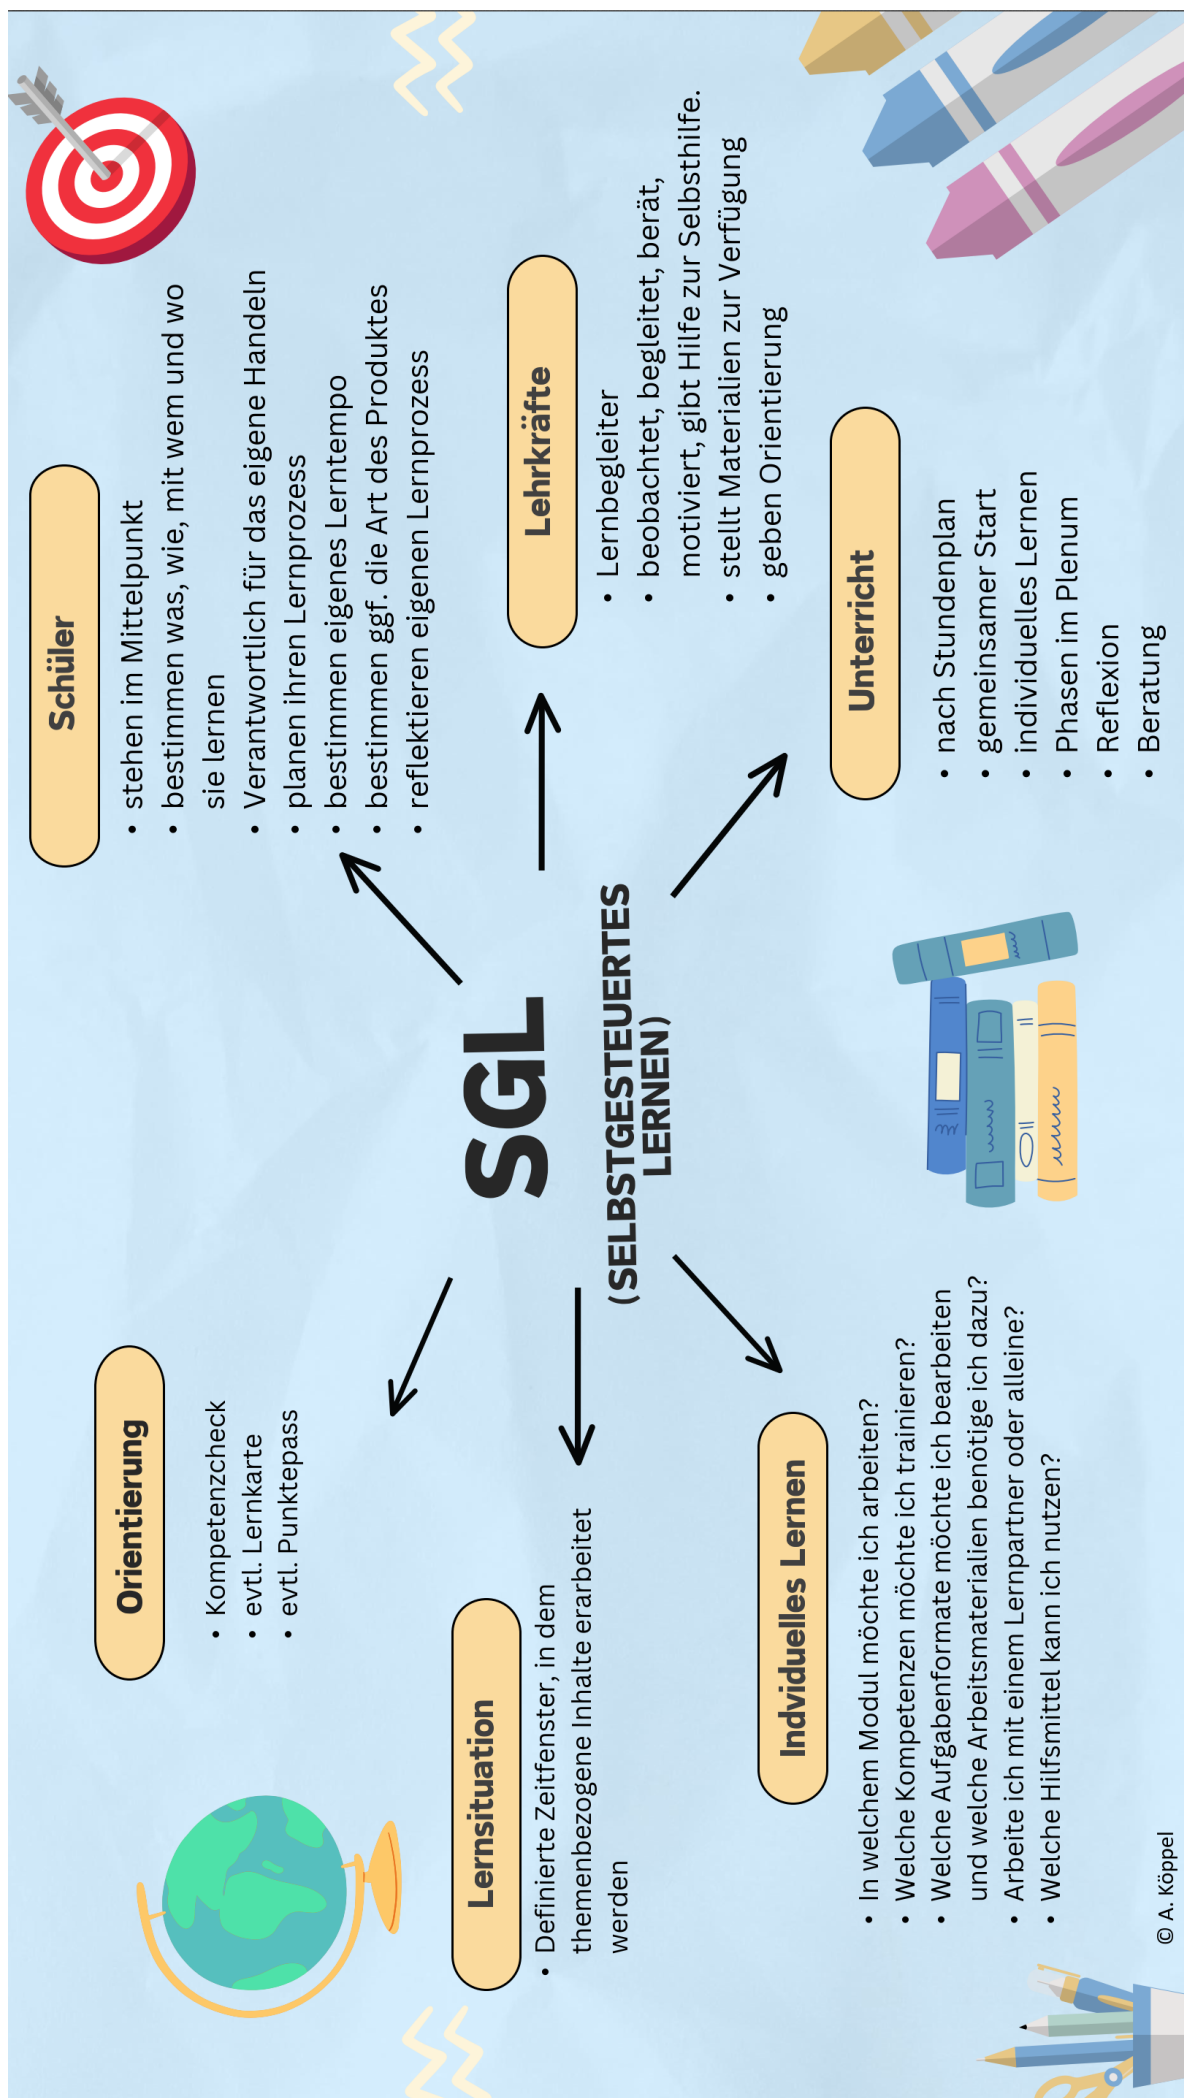 SGL
(SELBSTGESTEUERTES
LERNEN)
Orientierung
• Kompetenzcheck
• evtl. Lernkarte
• evtl. Punktepass
Schüler
• stehen im Mittelpunkt
• bestimmen was, wie, mit wem und wo
sie lernen
• Verantwortlich für das eigene Handeln
• planen ihren Lernprozess
• bestimmen eigenes Lerntempo
• bestimmen ggf. die Art des Produktes
• reflektieren eigenen Lernprozess
Lernsituation
• Definierte Zeitfenster, in dem
themenbezogene Inhalte erarbeitet
werden
Lehrkräfte
• Lernbegleiter
• beobachtet, begleitet, berät,
motiviert, gibt Hilfe zur Selbsthilfe.
• stellt Materialien zur Verfügung
• geben Orientierung
Indviduelles Lernen
• In welchem Modul möchte ich arbeiten?
• Welche Kompetenzen möchte ich trainieren?
• Welche Aufgabenformate möchte ich bearbeiten
und welche Arbeitsmaterialien benötige ich dazu?
• Arbeite ich mit einem Lernpartner oder alleine?
• Welche Hilfsmittel kann ich nutzen?
Unterricht
• nach Stundenplan
• gemeinsamer Start
• individuelles Lernen
• Phasen im Plenum
• Reflexion
• Beratung
© A. Köppel